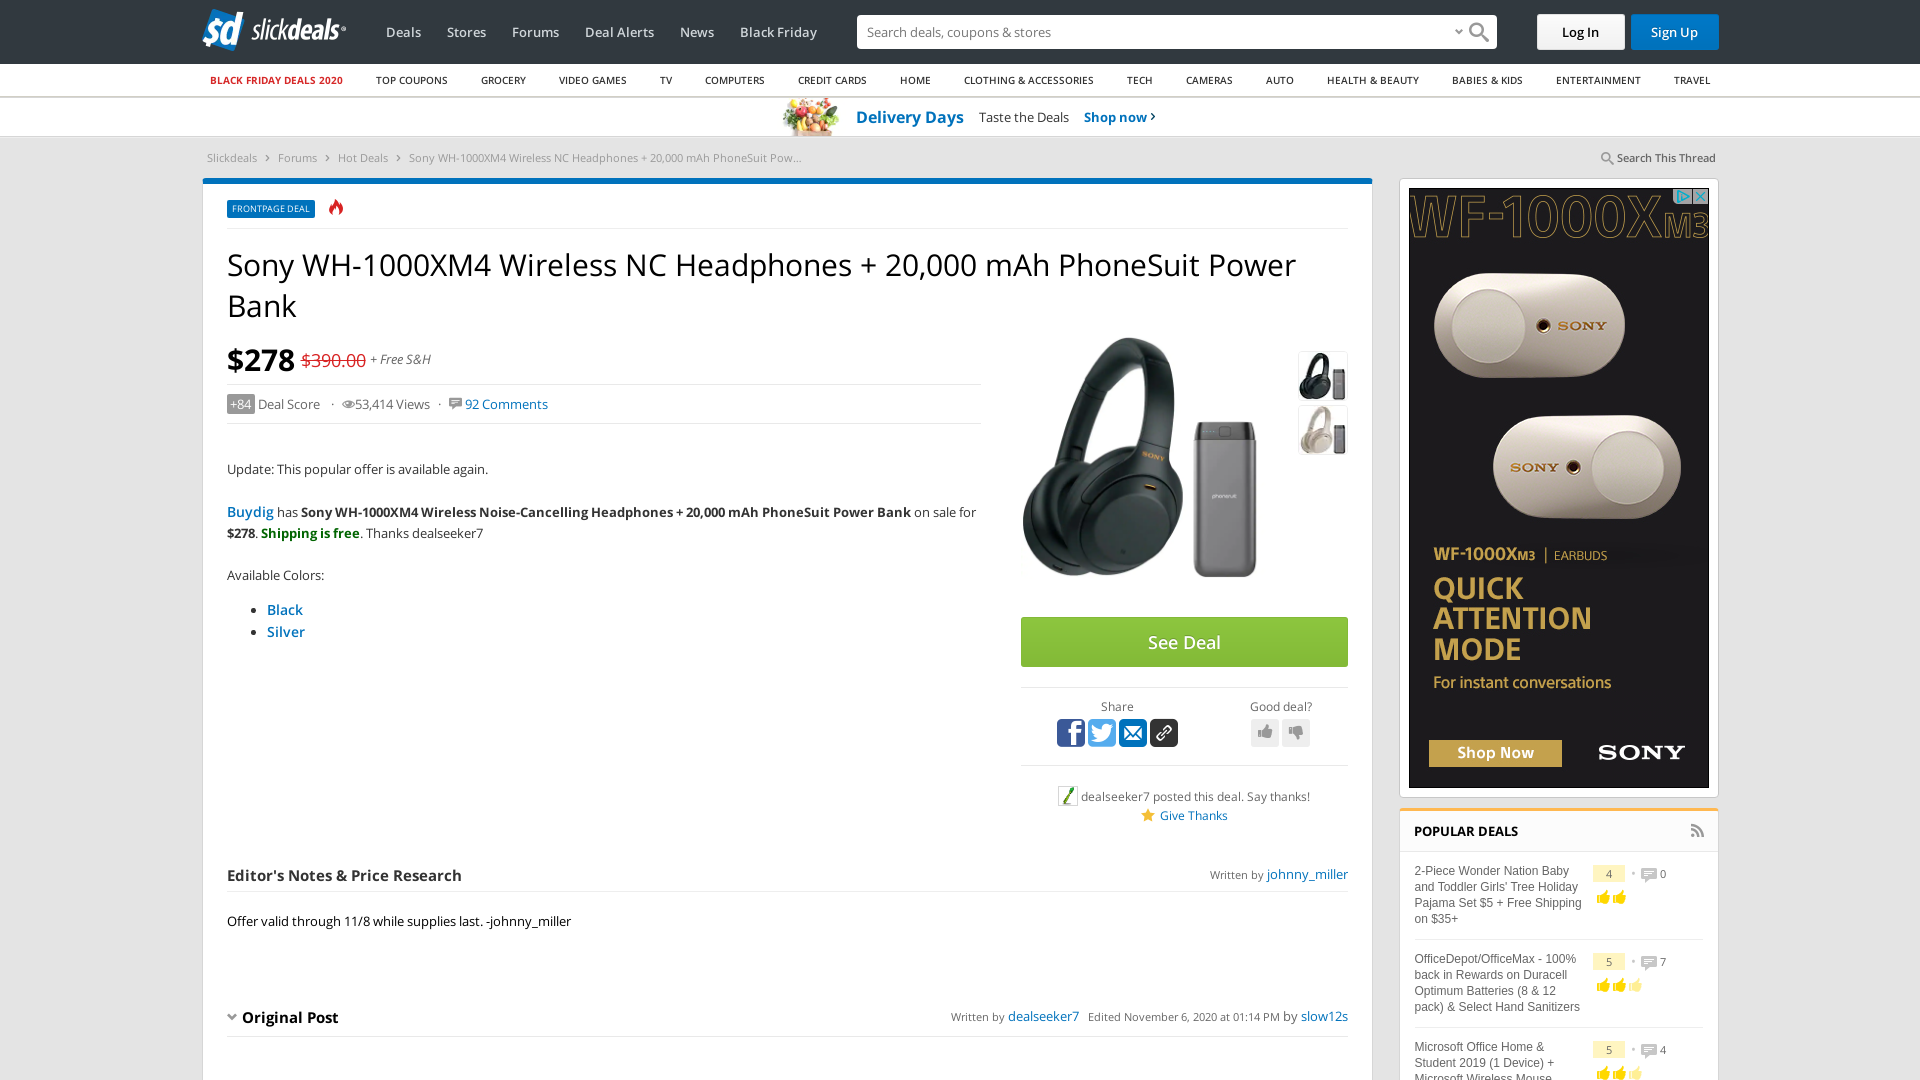 slickdeals
Deals
Stores
Forums
Deal Alerts
News
Black Friday
Search deals, coupons & stores
Log In
Sign Up
BLACK FRIDAY DEALS 2020
TOP COUPONS
GROCERY
VIDEO GAMES
TV
COMPUTERS
CREDIT CARDS
HOME
CLOTHING & ACCESSORIES
TECH
CAMERAS
AUTO
HEALTH & BEAUTY
BABIES & KIDS
ENTERTAINMENT
TRAVEL
Delivery Days Taste the Deals Shop now
Slickdeals › Forums › Hot Deals › Sony WH-1000XM4 Wireless NC Headphones + 20,000 mAh PhoneSuit Pow...
Search This Thread
FRONTPAGE DEAL
Sony WH-1000XM4 Wireless NC Headphones + 20,000 mAh PhoneSuit Power
Bank
$278 $390.00 + Free S&H
+84 Deal Score · 53,414 Views · 92 Comments
Update: This popular offer is available again.
Buydig has Sony WH-1000XM4 Wireless Noise-Cancelling Headphones + 20,000 mAh PhoneSuit Power Bank on sale for
$278. Shipping is free. Thanks dealseeker7
Available Colors:
• Black
• Silver
SONY
phonesuit
See Deal
Share
Good deal?
dealseeker7 posted this deal. Say thanks!
Give Thanks
Editor's Notes & Price Research
Written by johnny_miller
Offer valid through 11/8 while supplies last. -johnny_miller
Original Post
Written by dealseeker7 Edited November 6, 2020 at 01:14 PM by slow12s
WF-1000XM3
SONY
SONY
WF-1000XM3 | EARBUDS
QUICK
ATTENTION
MODE
For instant conversations
Shop Now
SONY
POPULAR DEALS
2-Piece Wonder Nation Baby
and Toddler Girls' Tree Holiday
Pajama Set $5 + Free Shipping
on $35+
4 • 0
OfficeDepot/OfficeMax - 100%
back in Rewards on Duracell
Optimum Batteries (8 & 12
pack) & Select Hand Sanitizers
5 • 7
Microsoft Office Home &
Student 2019 (1 Device) +
Microsoft Wireless Mouse
5 • 4